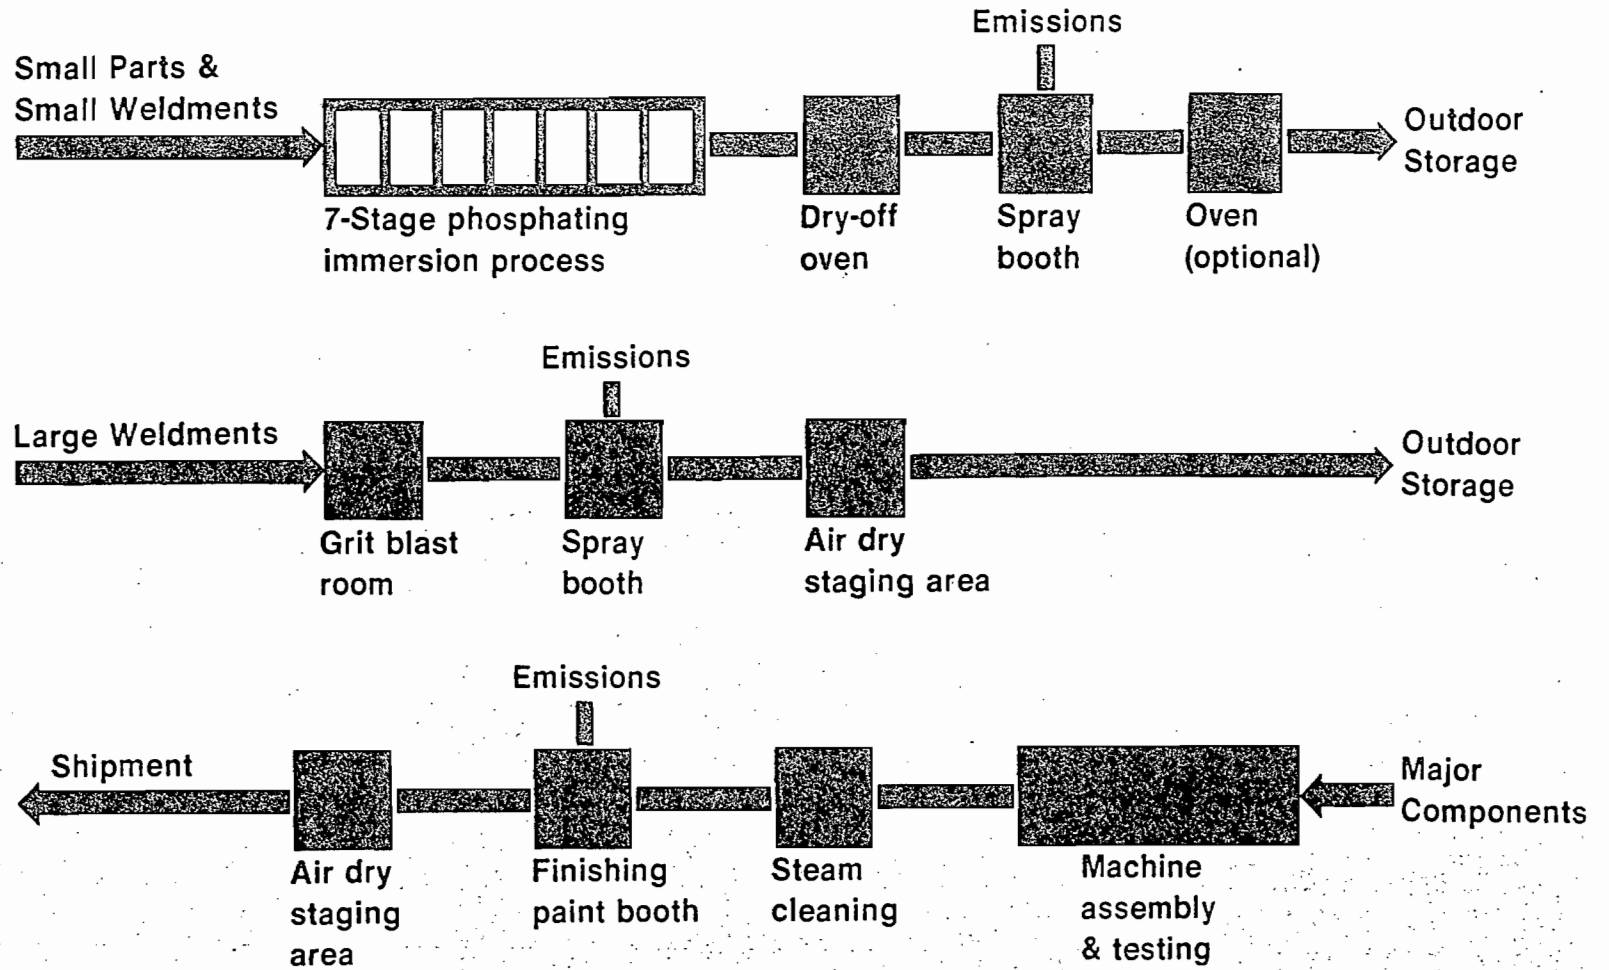 Emissions
Small Parts &
Small Weldments
Outdoor
Storage
7-Stage phosphating
immersion process
Dry-off
oven
Spray
booth
Oven
(optional)
Emissions
Large Weldments
Outdoor
Storage
Grit blast
room
Spray
booth
Air dry
staging area
Emissions
Shipment
Major
Components
Air dry
staging
area
Finishing
paint booth
Steam
cleaning
Machine
assembly
& testing